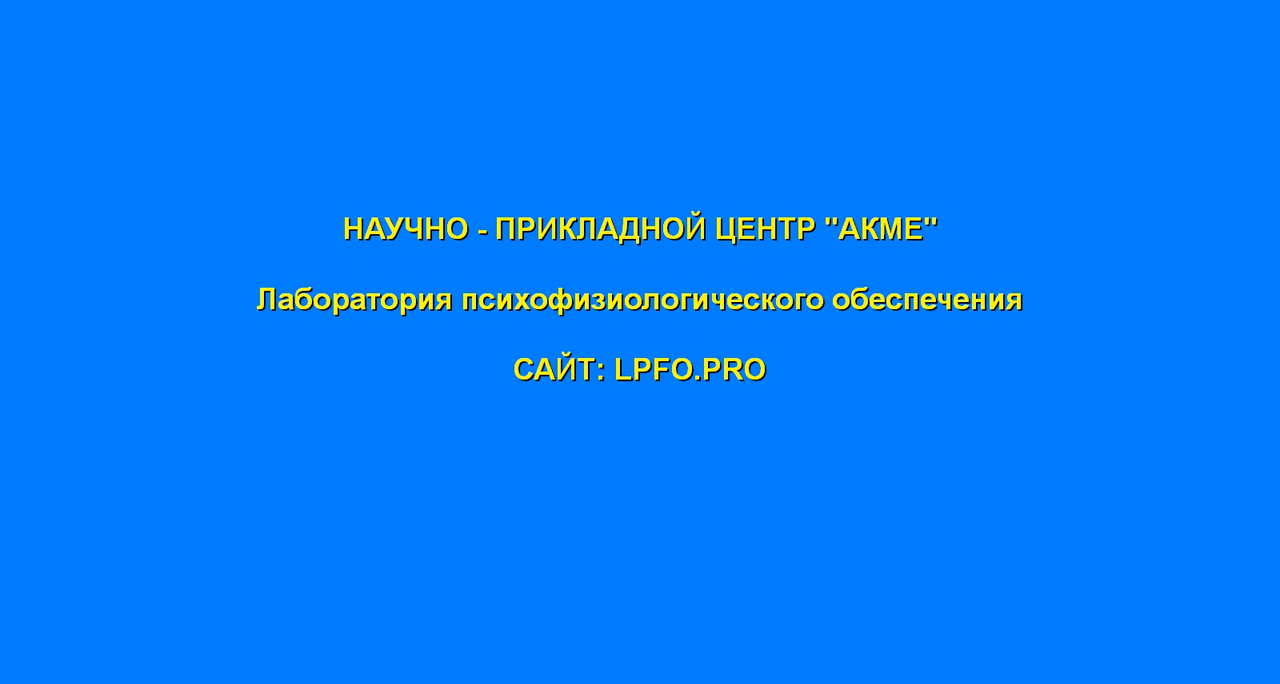 НАУЧНО - ПРИКЛАДНОЙ ЦЕНТР "АКМЕ"
Лаборатория психофизиологического обеспечения
САЙТ: LPFO.PRO